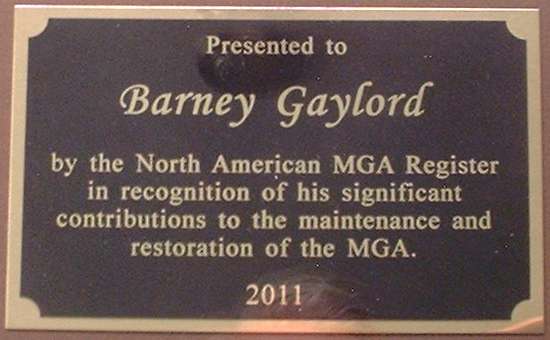 Presented to
Barney Gaylord
by the North American MGA Register
in recognition of his significant
contributions to the maintenance and
restoration of the MGA.
2011